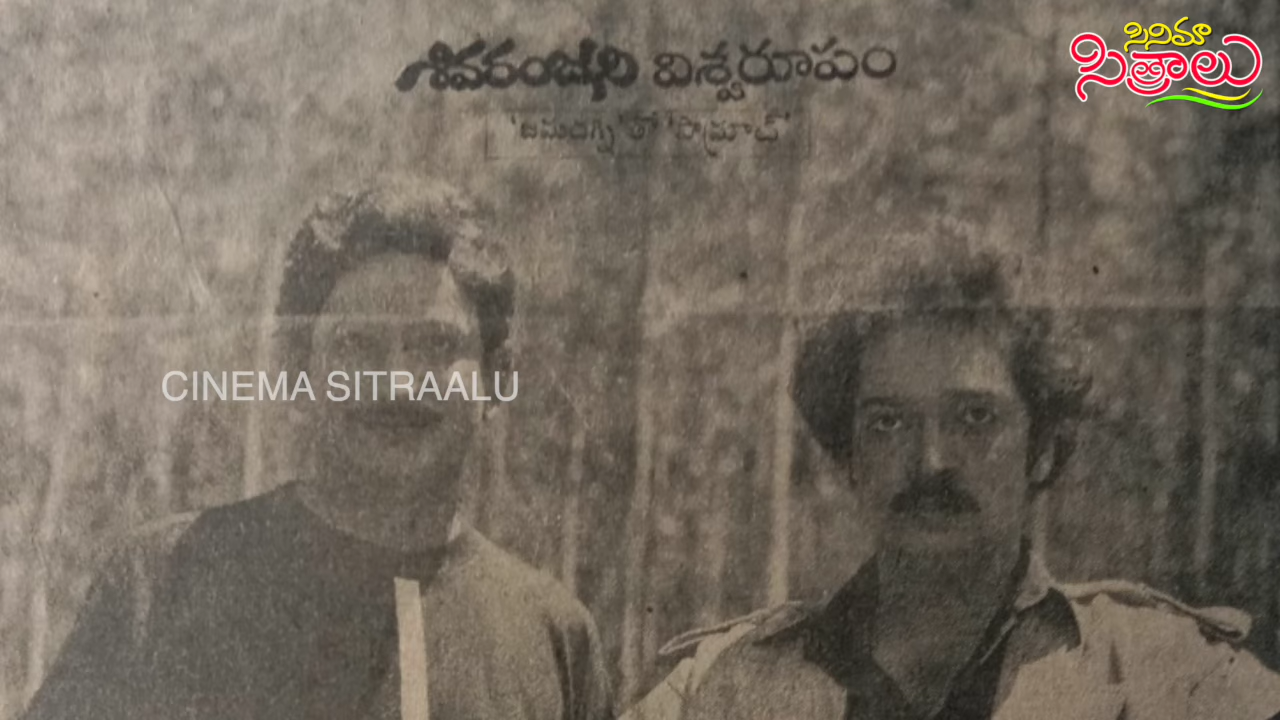 శివరంజని విశ్వరూపం
'జమదగ్ని'తో 'సామ్రాట్'
సినిమా
సిత్రాలు
CINEMA SITRAALU